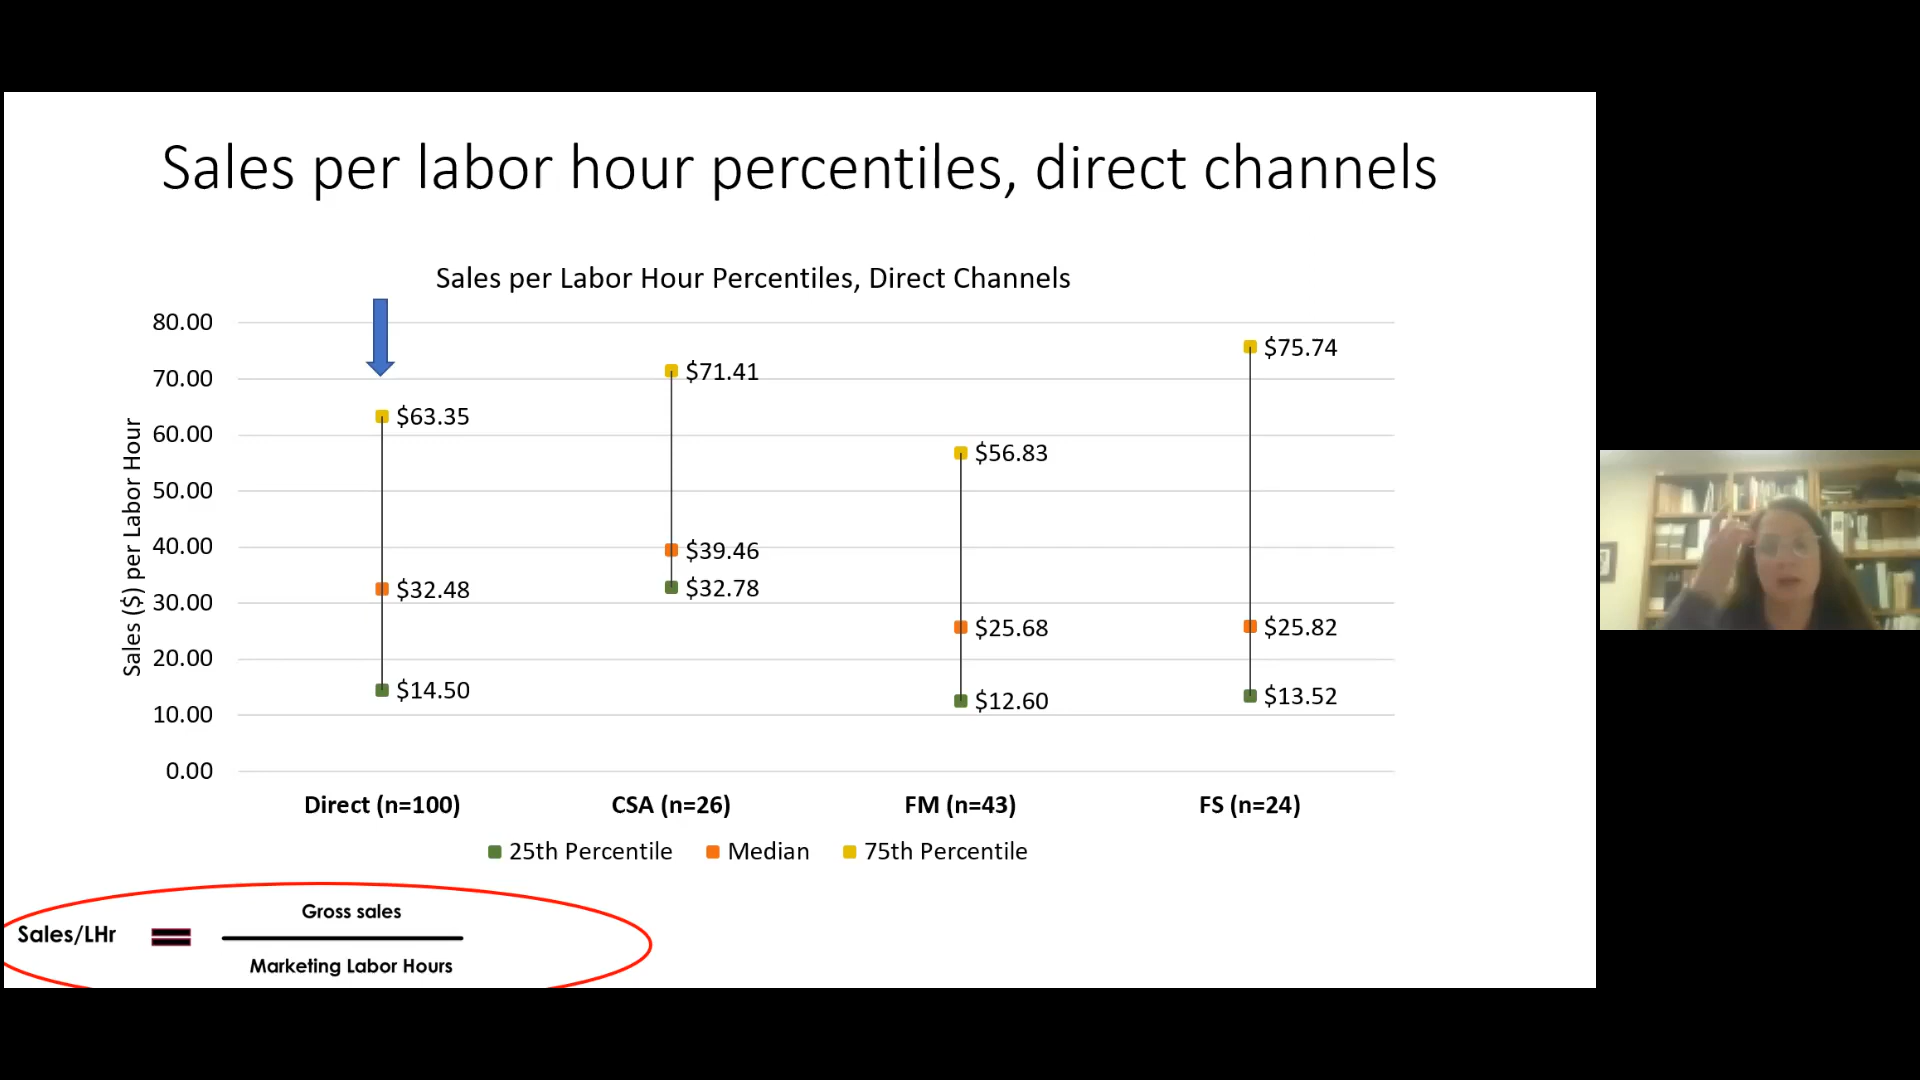 Sales per labor hour percentiles, direct channels
Sales per Labor Hour Percentiles, Direct Channels
Sales ($) per Labor Hour
80.00
70.00
60.00
50.00
40.00
30.00
20.00
10.00
0.00
$63.35
$32.48
$14.50
$71.41
$39.46
$32.78
$56.83
$25.68
$12.60
$75.74
$25.82
$13.52
Direct (n=100) CSA (n=26) FM (n=43) FS (n=24)
25th Percentile Median 75th Percentile
Gross sales
Sales/LHr =
Marketing Labor Hours